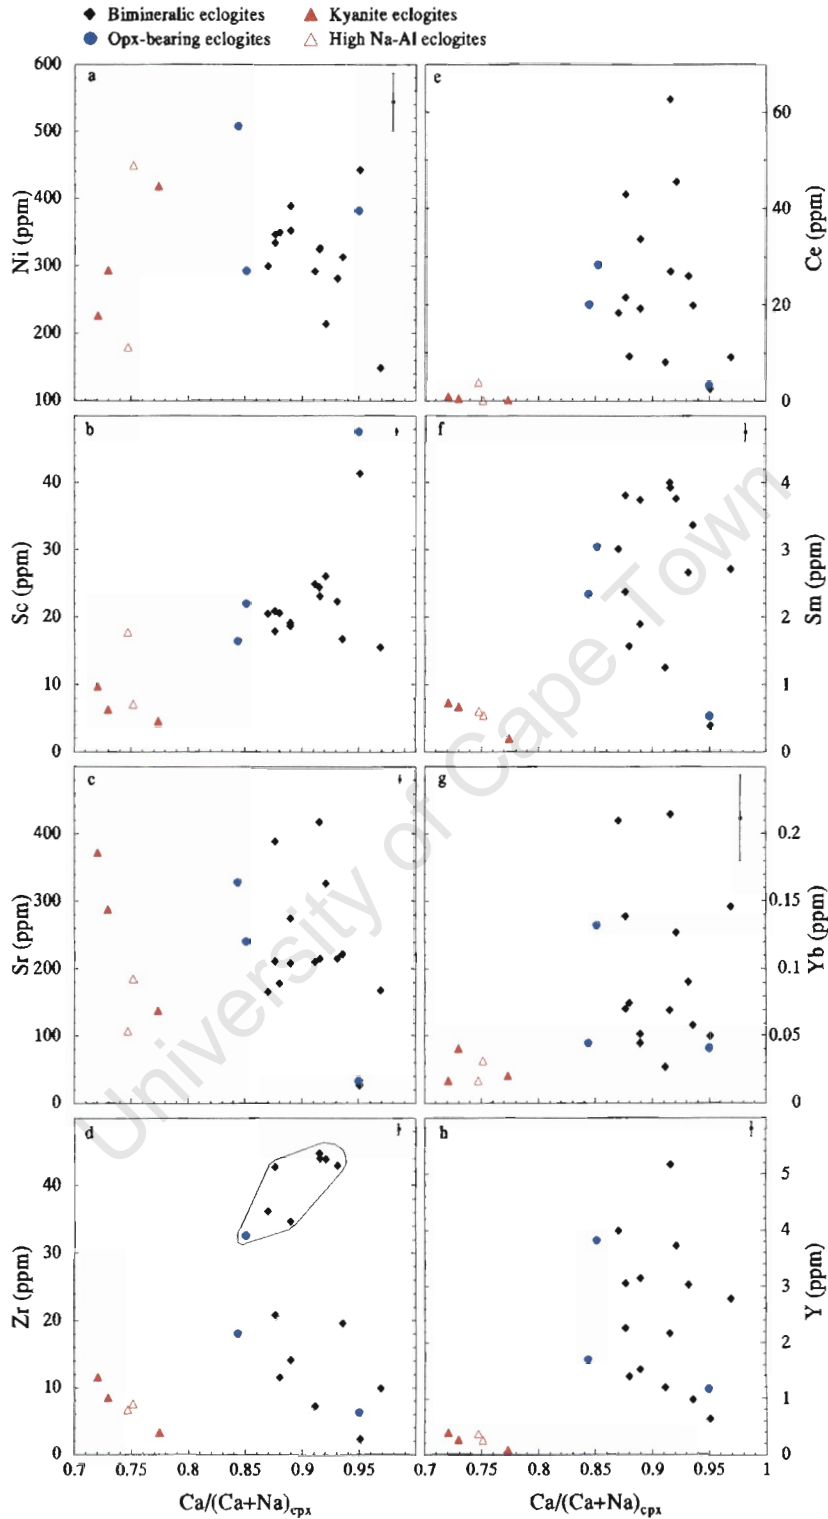 Bimineralic eclogites Kyanite eclogites
Opx-bearing eclogites High Na-Al eclogites
a
600
500
400
300
200
100
Ni (ppm)
e
60
40
20
0
Ce (ppm)
b
40
30
20
10
0
Sc (ppm)
f
4
3
2
1
0
Sm (ppm)
c
400
300
200
100
0
Sr (ppm)
g
0.2
0.15
0.1
0.05
0
Yb (ppm)
d
40
30
20
10
0
Zr (ppm)
h
5
4
3
2
1
0
Y (ppm)
0.7 0.75 0.8 0.85 0.9 0.95 0.7 0.75 0.8 0.85 0.9 0.95 1
Ca/(Ca+Na)cpx Ca/(Ca+Na)cpx
University of Cape Town